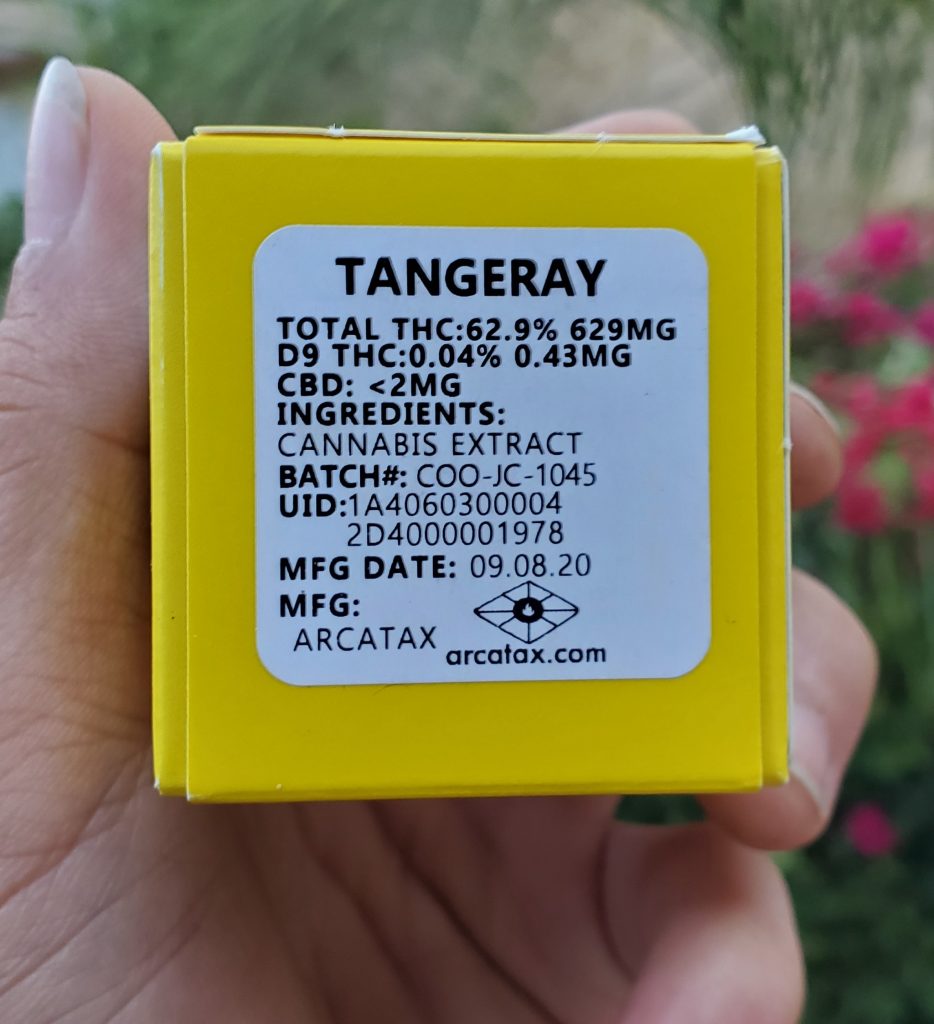 TANGERAY
TOTAL THC:62.9% 629MG
D9 THC:0.04% 0.43MG
CBD: <2MG
INGREDIENTS:
CANNABIS EXTRACT
BATCH#: COO-JC-1045
UID:1A4060300004
2D4000001978
MFG DATE: 09.08.20
MFG:
ARCATAX
arcatax.com